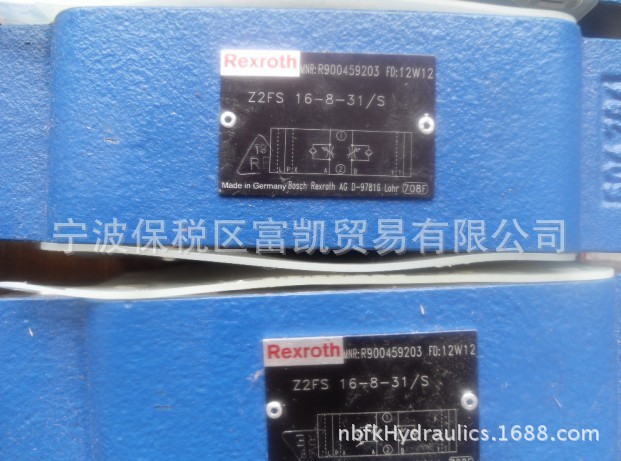 Rexroth MNR:R900459203 FD:12W12
Z2FS 16-8-31/S
Made in Germany Bosch Rexroth AG D-97816 Lohr 708F
宁波保税区富凯贸易有限公司
Rexroth MNR:R900459203 FD:12W12
Z2FS 16-8-31/S
nbfkHydraulics.1688.com